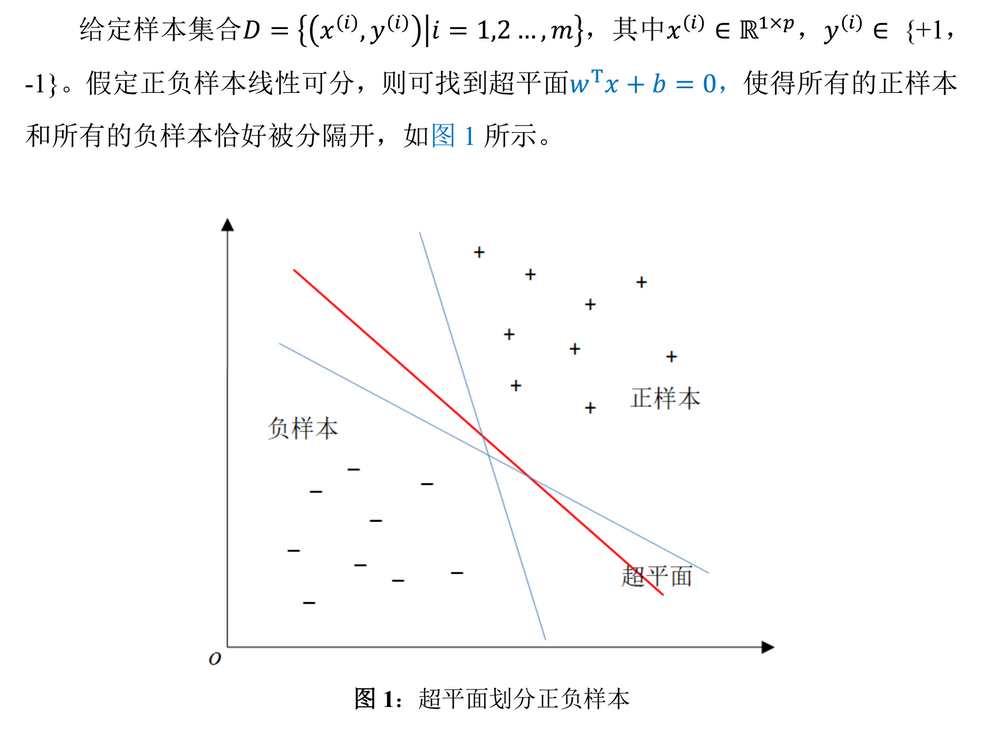 给定样本集合D = {(x⁽ⁱ⁾, y⁽ⁱ⁾)|i = 1,2 …, m}，其中x⁽ⁱ⁾ ∈ ℝ¹ˣᵖ，y⁽ⁱ⁾ ∈ {+1,
-1}。假定正负样本线性可分，则可找到超平面wᵀx + b = 0，使得所有的正样本
和所有的负样本恰好被分隔开，如图 1 所示。
正样本
负样本
超平面
O
图 1：超平面划分正负样本